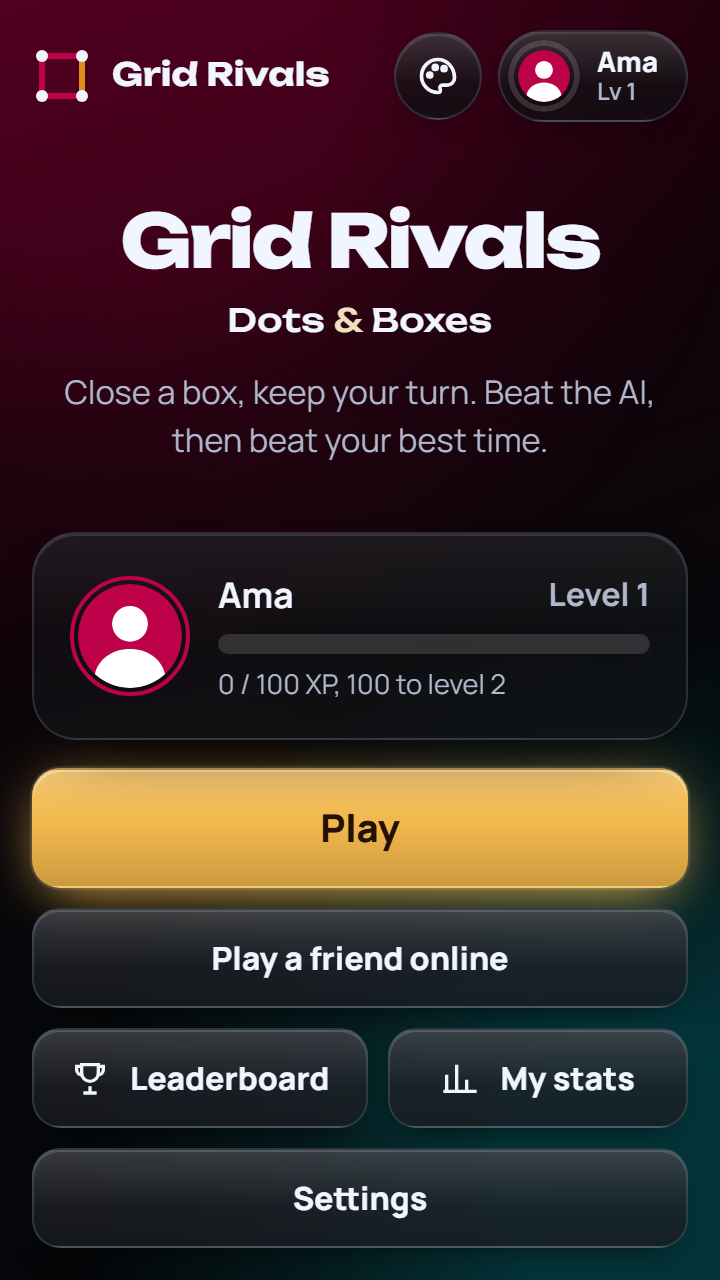 Grid Rivals
Ama
Lv 1
Grid Rivals
Dots & Boxes
Close a box, keep your turn. Beat the AI,
then beat your best time.
Ama
Level 1
0 / 100 XP, 100 to level 2
Play
Play a friend online
Leaderboard
My stats
Settings